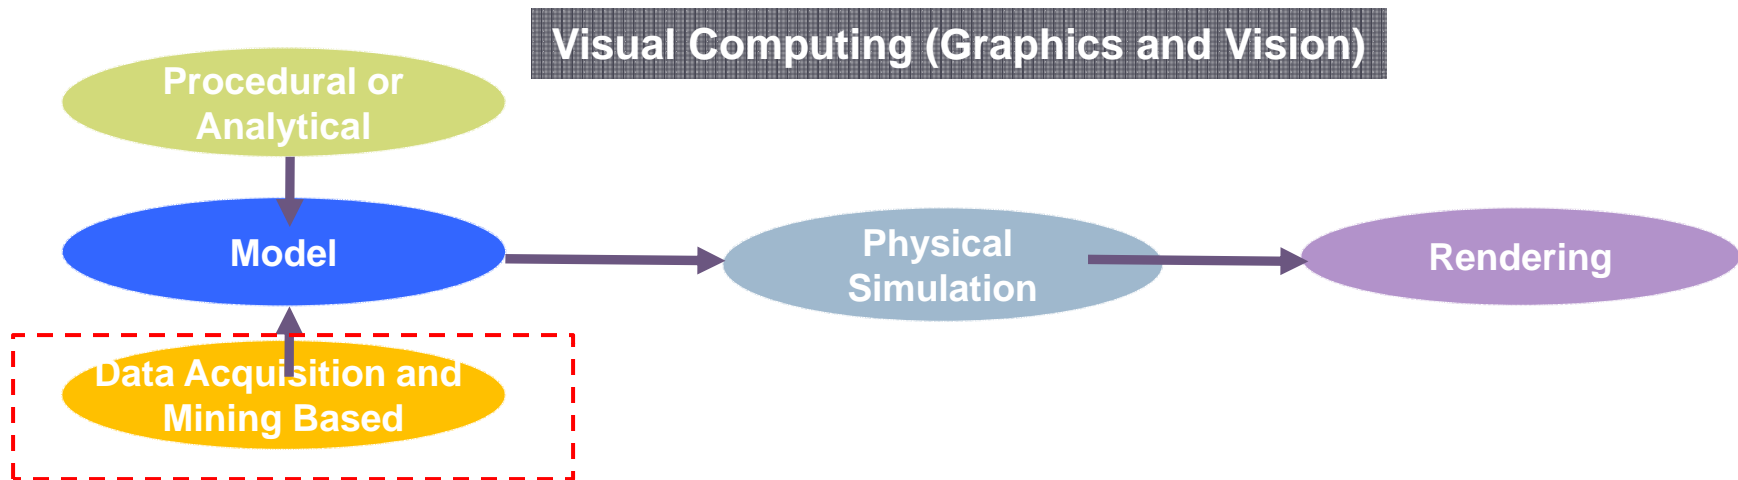 Visual Computing (Graphics and Vision)
Procedural or
Analytical
Model
Physical
Simulation
Rendering
Data Acquisition and
Mining Based